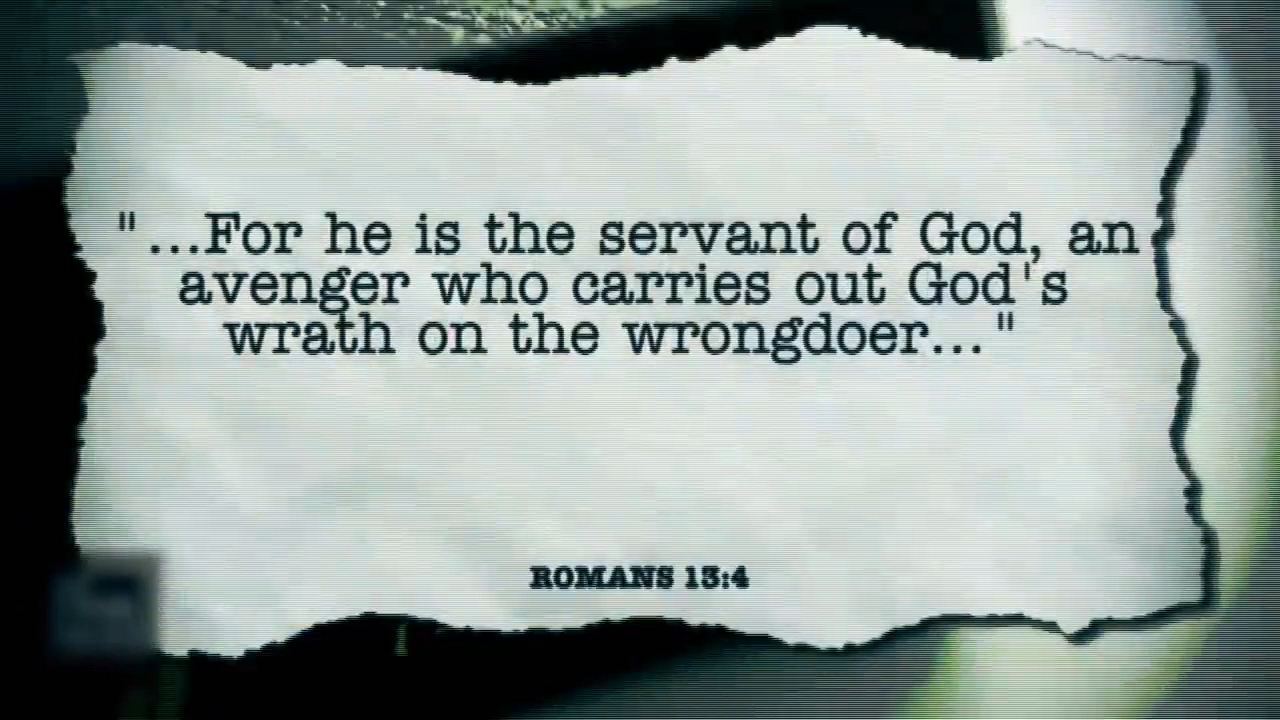 "...For he is the servant of God, an
avenger who carries out God's
wrath on the wrongdoer..."
ROMANS 13:4